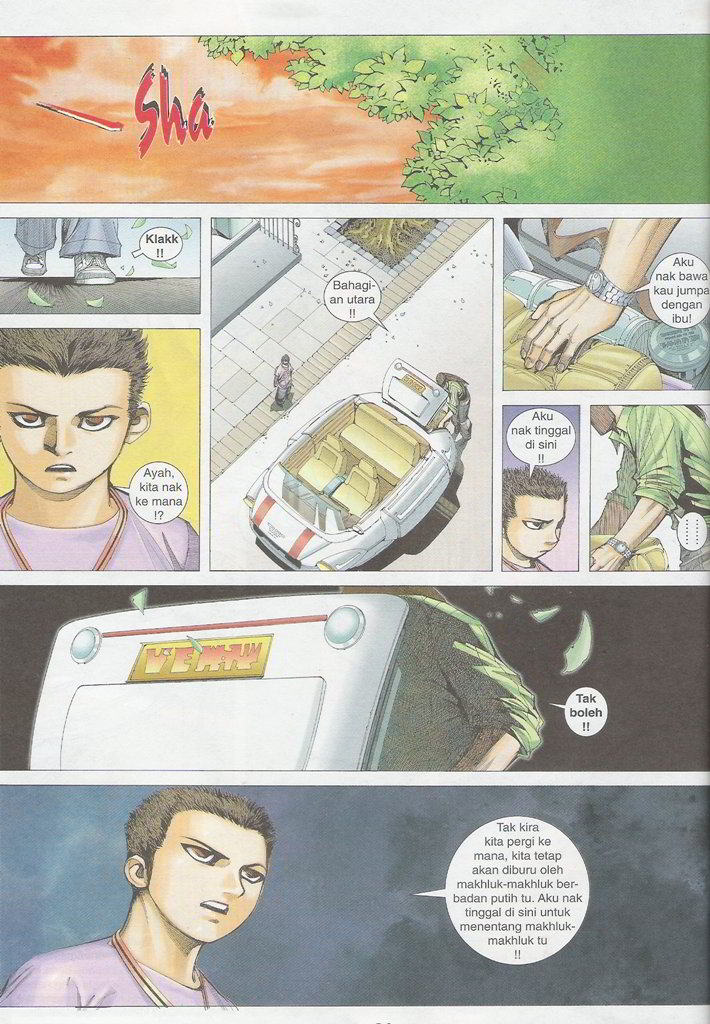 Sha
Klakk
!!
Ayah,
kita nak
ke mana
!?
Bahagi-
an utara
!!
Aku
nak bawa
kau jumpa
dengan
ibu!
Aku
nak tinggal
di sini
!!
....
Tak
boleh
!!
Tak kira
kita pergi ke
mana, kita tetap
akan diburu oleh
makhluk-makhluk ber-
badan putih tu. Aku nak
tinggal di sini untuk
menentang makhluk-
makhluk tu
!!